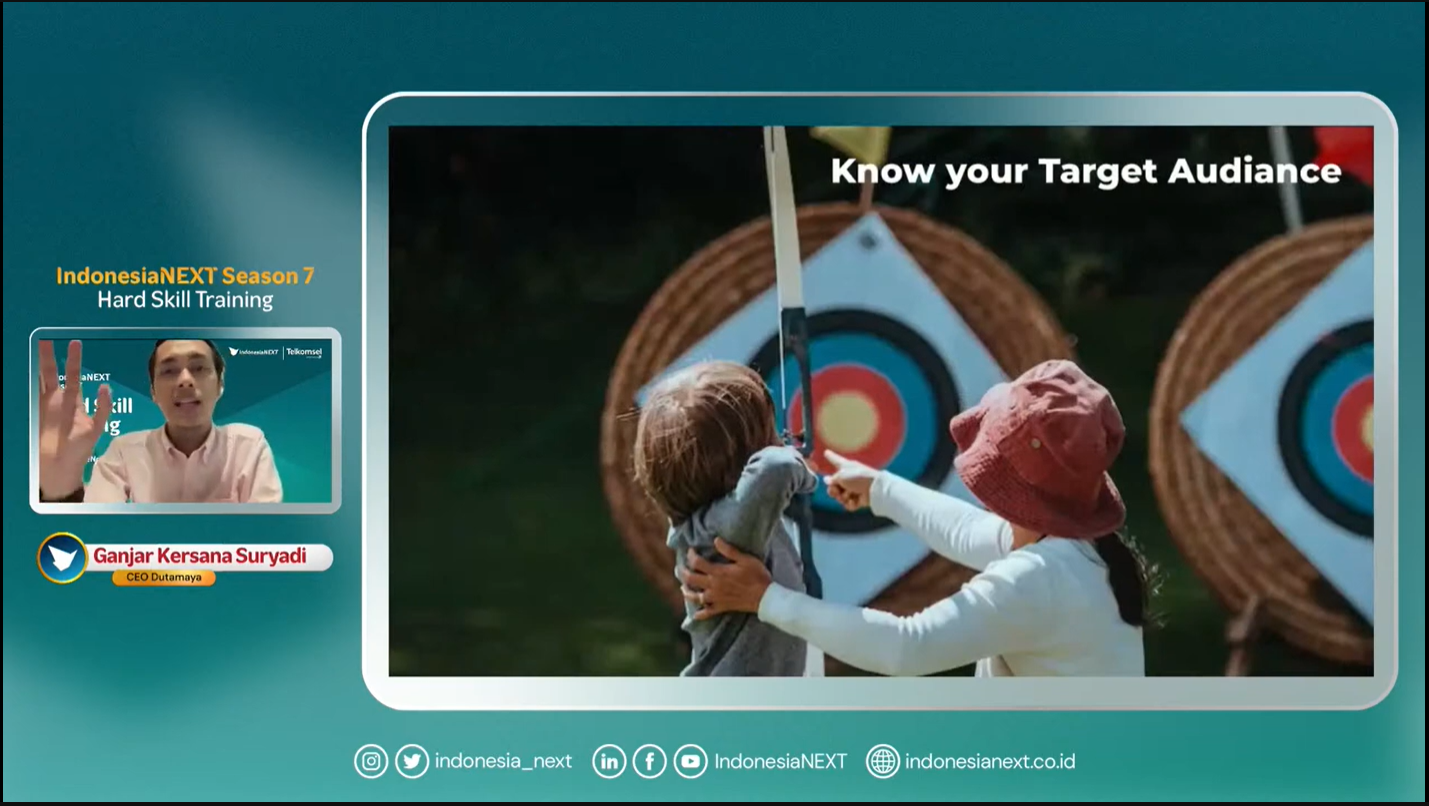 Know your Target Audiance
IndonesiaNEXT Season 7
Hard Skill Training
IndonesiaNEXT Telkomsel
Ganjar Kersana Suryadi
CEO Dutamaya
indonesia_next IndonesiaNEXT indonesianext.co.id